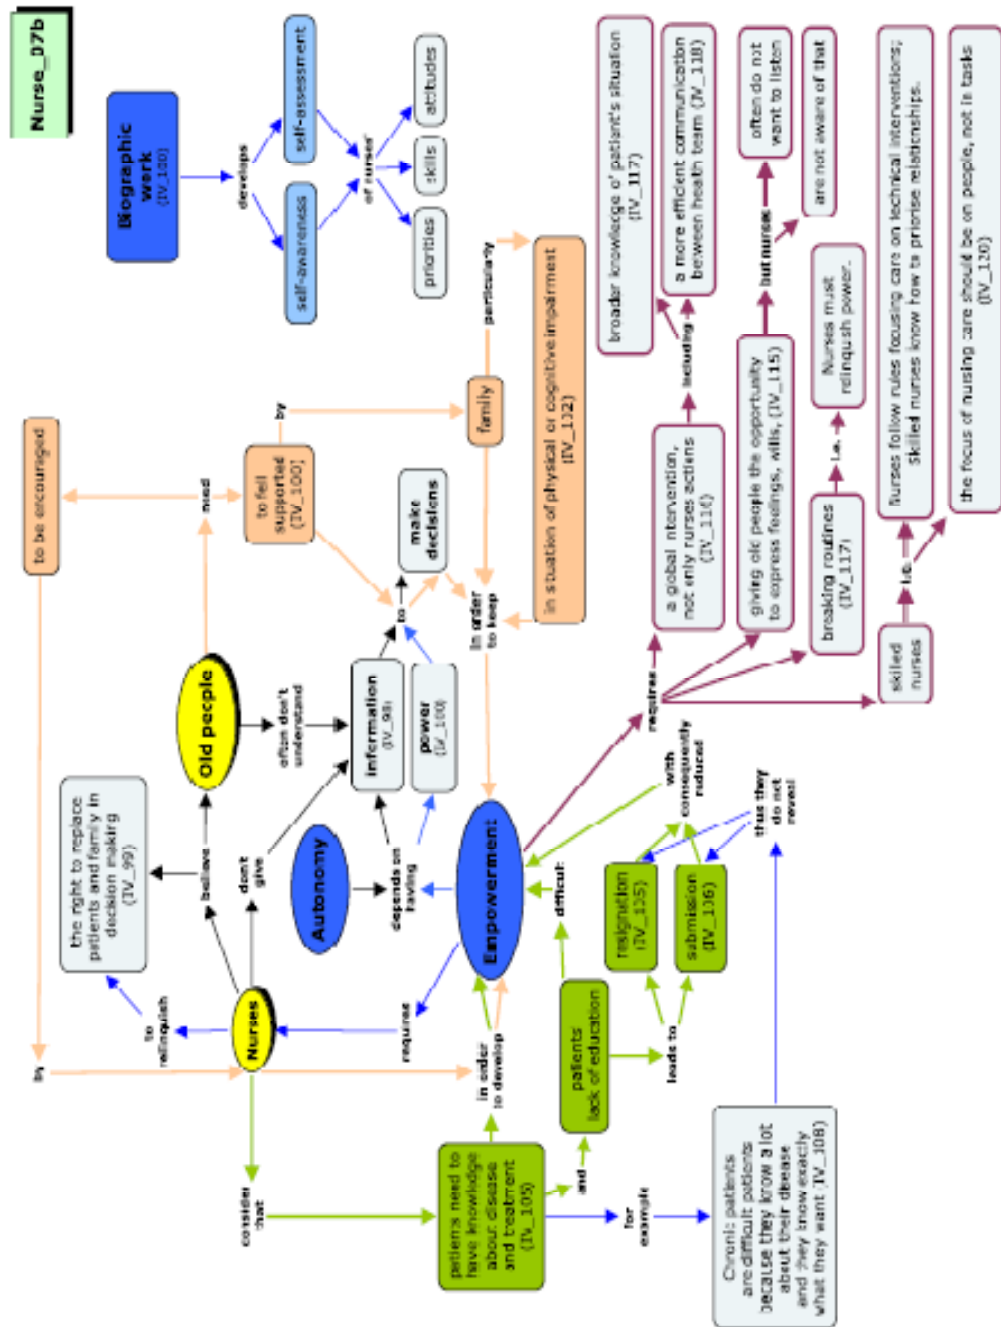 Nurse_07b
Biographic
work
(IV_100)
develops
self-awareness
self-assessment
of nurses'
priorities
skills
attitudes
to be encouraged
need
Old people
to fell
supported
(IV_100)
by
family
particularly
in situation of physical or cognitive impairment
(IV_102)
make
decisions
to
in order
to keep
often don't
understand
information
power
(IV_100)
the right to replace
patients and family in
decision making
(IV_99)
believe
don't
give
Autonomy
depends on
having
Empowerment
to
relinquish
Nurses
requires
by
in order
to develop
consider
that
patients need to
have knowledge
about disease
and treatment
(IV_105)
and
patients'
lack of education
difficult
leads to
resignation
(IV_105)
submission
(IV_106)
with
consequently
reduced
thus they
do not
reveal
for
example
Chronic patients
are difficult patients
because they know a lot
about their disease
and they know exactly
what they want (IV_108)
requires
a global ntervention,
not only nurses actions
(IV_114)
including
broader knowledge of patiant's situation
(IV_117)
a more efficient communication
between health team (IV_118)
giving old people the opportunity
to express feelings, wills, (IV_115)
but nurses
often do not
want to listen
are not aware of that
breaking routines
(IV_117)
i.e.
Nurses must
relinquish power.
skilled
nurses
i.e.
Nurses follow rules focusing care on technical interventions;
Skilled nurses know how to priorise relationships.
the focus of nursing care should be on people, not in tasks
(IV_120)